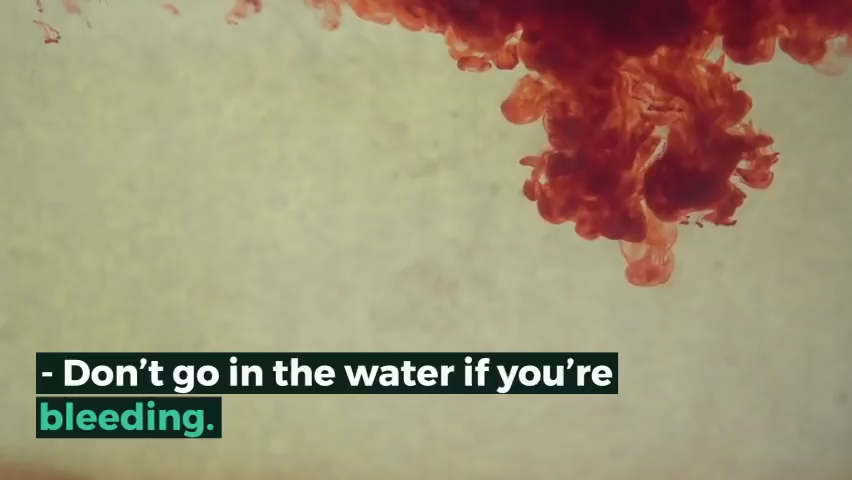 - Don’t go in the water if you’re
bleeding.